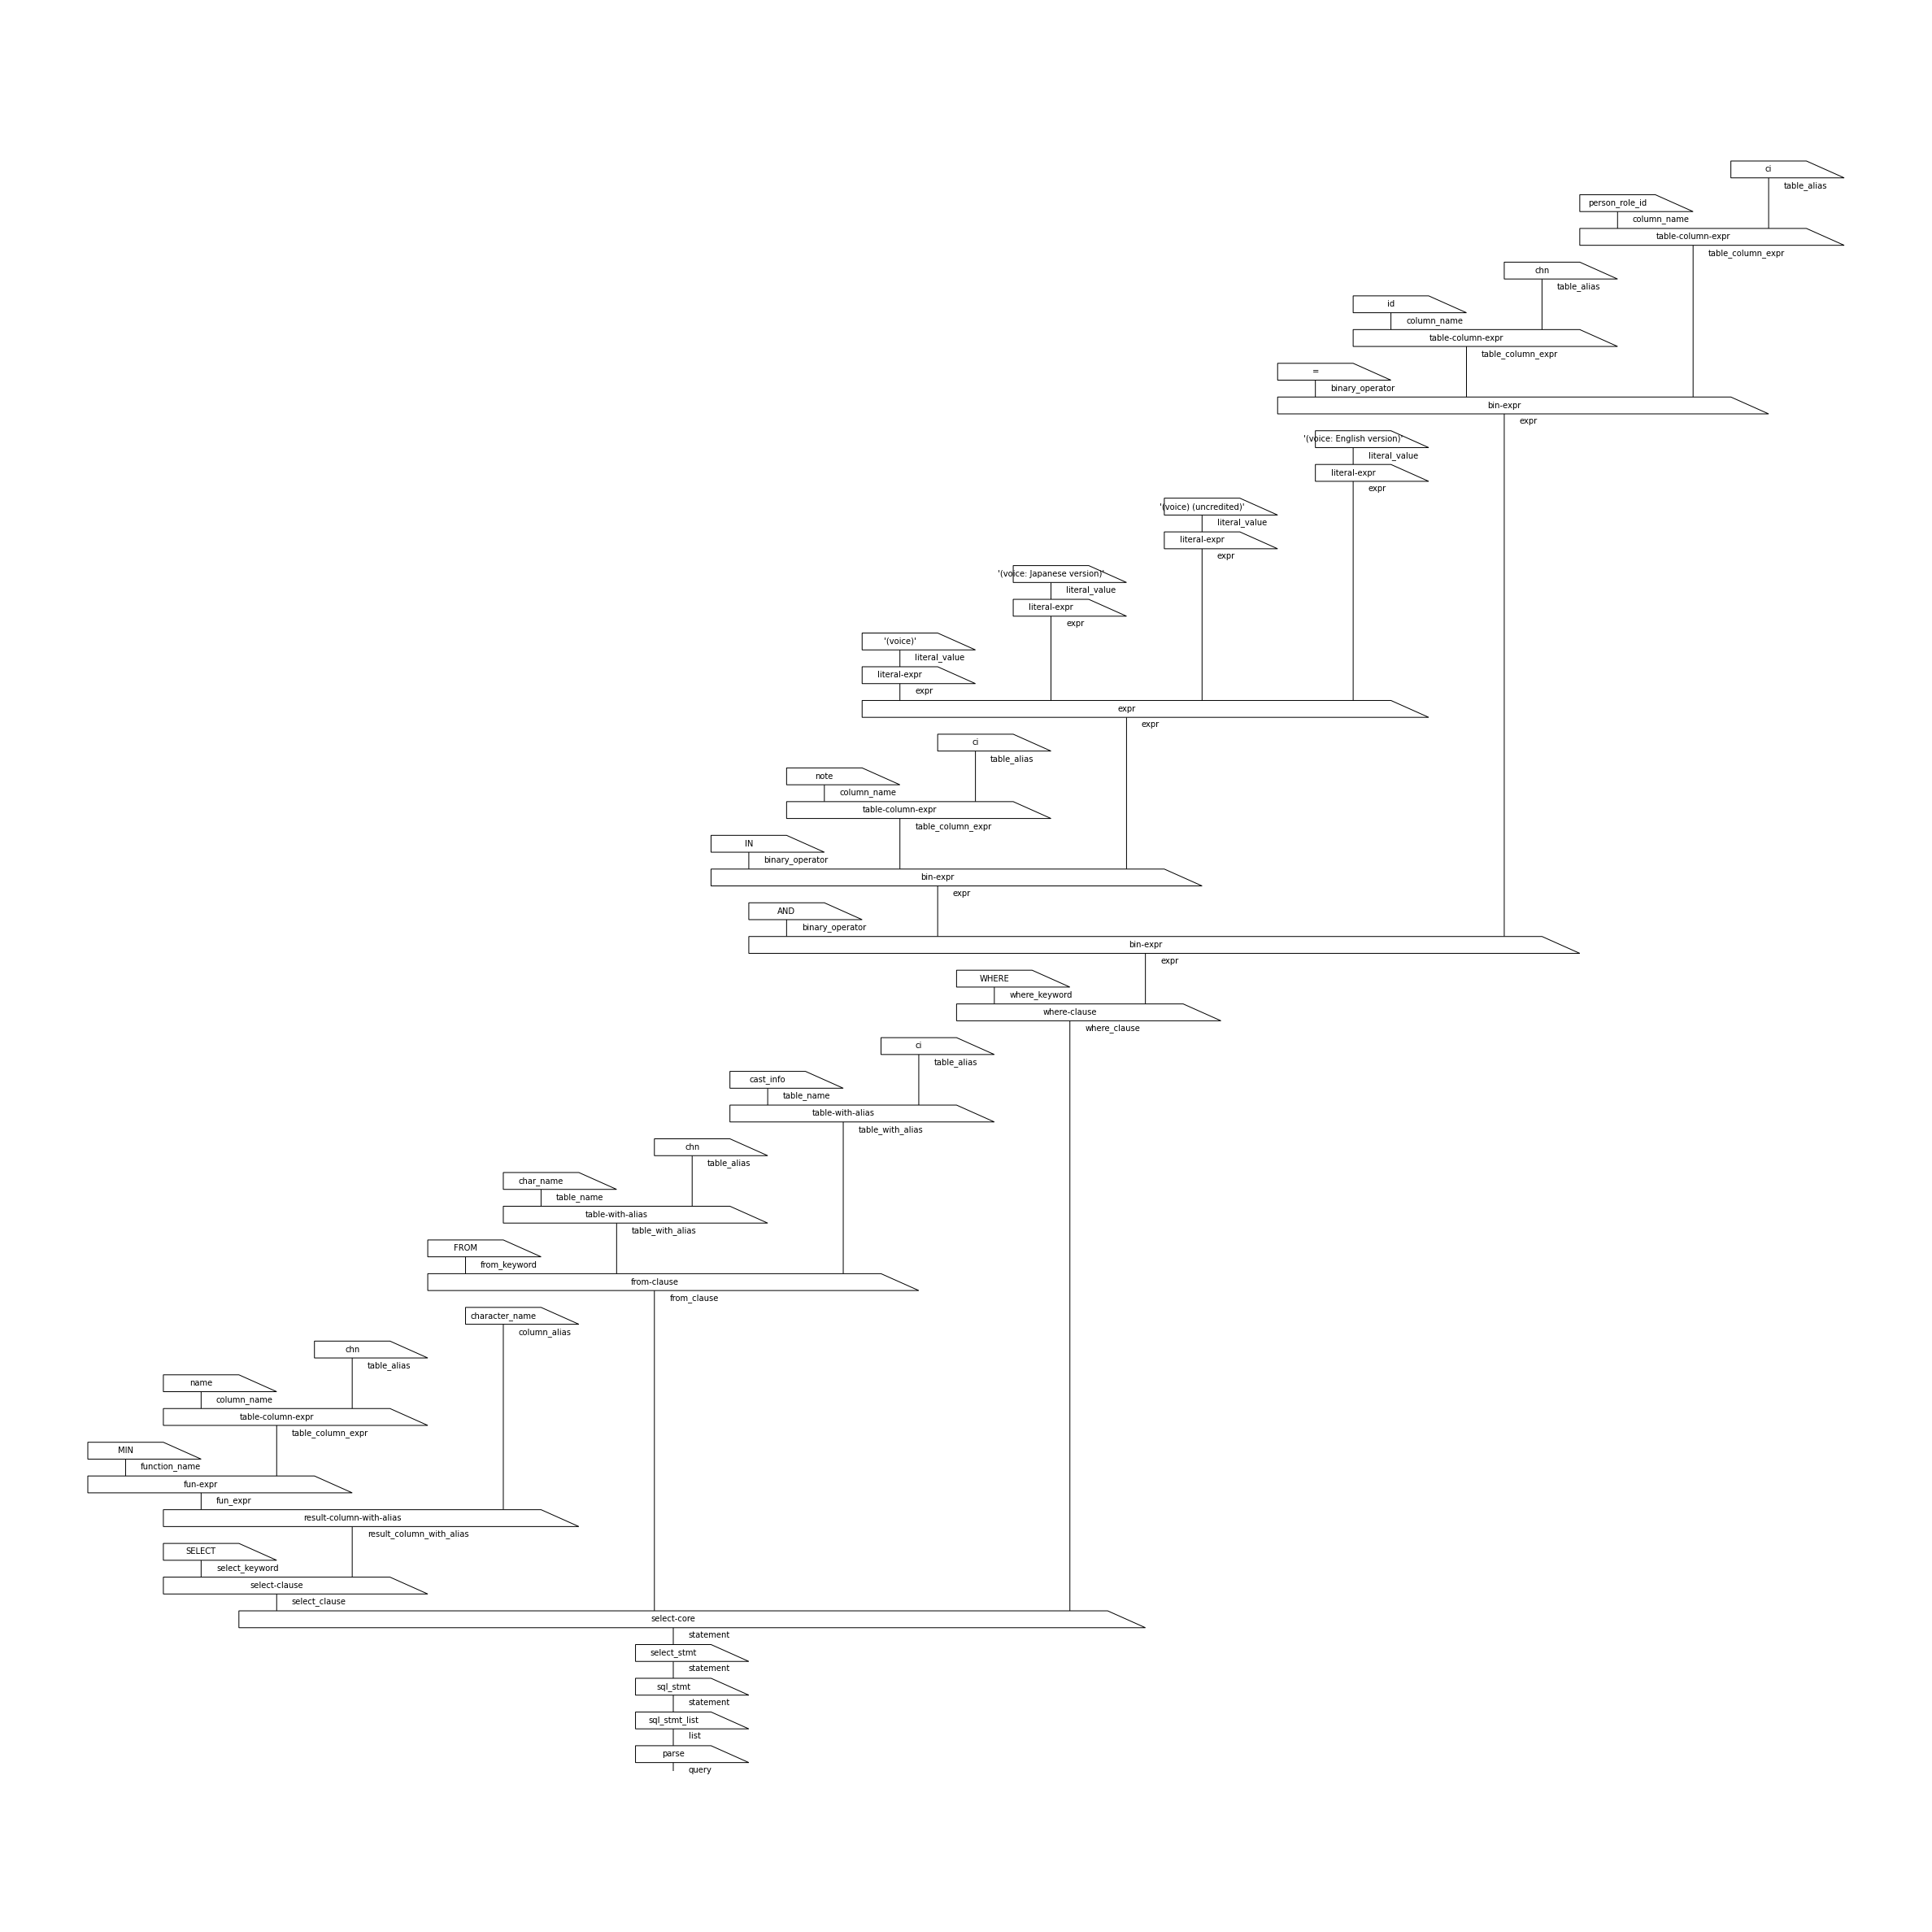 ci
table_alias
person_role_id
column_name
table-column-expr
table_column_expr
chn
table_alias
id
column_name
table-column-expr
table_column_expr
=
binary_operator
bin-expr
expr
'(voice: English version)'
literal_value
literal-expr
expr
'(voice) (uncredited)'
literal_value
literal-expr
expr
'(voice: Japanese version)'
literal_value
literal-expr
expr
'(voice)'
literal_value
literal-expr
expr
expr
expr
ci
table_alias
note
column_name
table-column-expr
table_column_expr
IN
binary_operator
bin-expr
expr
AND
binary_operator
bin-expr
expr
WHERE
where_keyword
where-clause
where_clause
ci
table_alias
cast_info
table_name
table-with-alias
table_with_alias
chn
table_alias
char_name
table_name
table-with-alias
table_with_alias
FROM
from_keyword
from-clause
from_clause
character_name
column_alias
chn
table_alias
name
column_name
table-column-expr
table_column_expr
MIN
function_name
fun-expr
fun_expr
result-column-with-alias
result_column_with_alias
SELECT
select_keyword
select-clause
select_clause
select-core
statement
select_stmt
statement
sql_stmt
statement
sql_stmt_list
list
parse
query